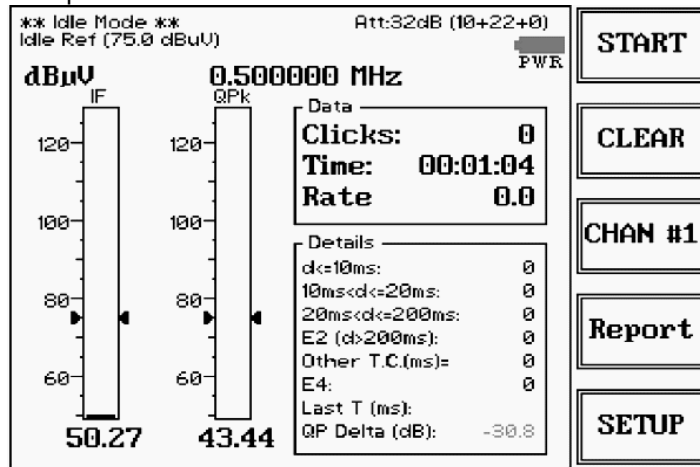 ** Idle Mode **
Att:32dB (10+22+0)
Idle Ref (75.0 dBuV)
PWR
dBµV
0.500000 MHz
IF
QPk
120
100
80
60
50.27
120
100
80
60
43.44
Data
Clicks: 0
Time: 00:01:04
Rate 0.0
Details
d<=10ms: 0
10ms<d<=20ms: 0
20ms<d<=200ms: 0
E2 (d>200ms): 0
Other T.C.(ms)= 0
E4: 0
Last T (ms):
QP Delta (dB): -30.8
START
CLEAR
CHAN #1
Report
SETUP